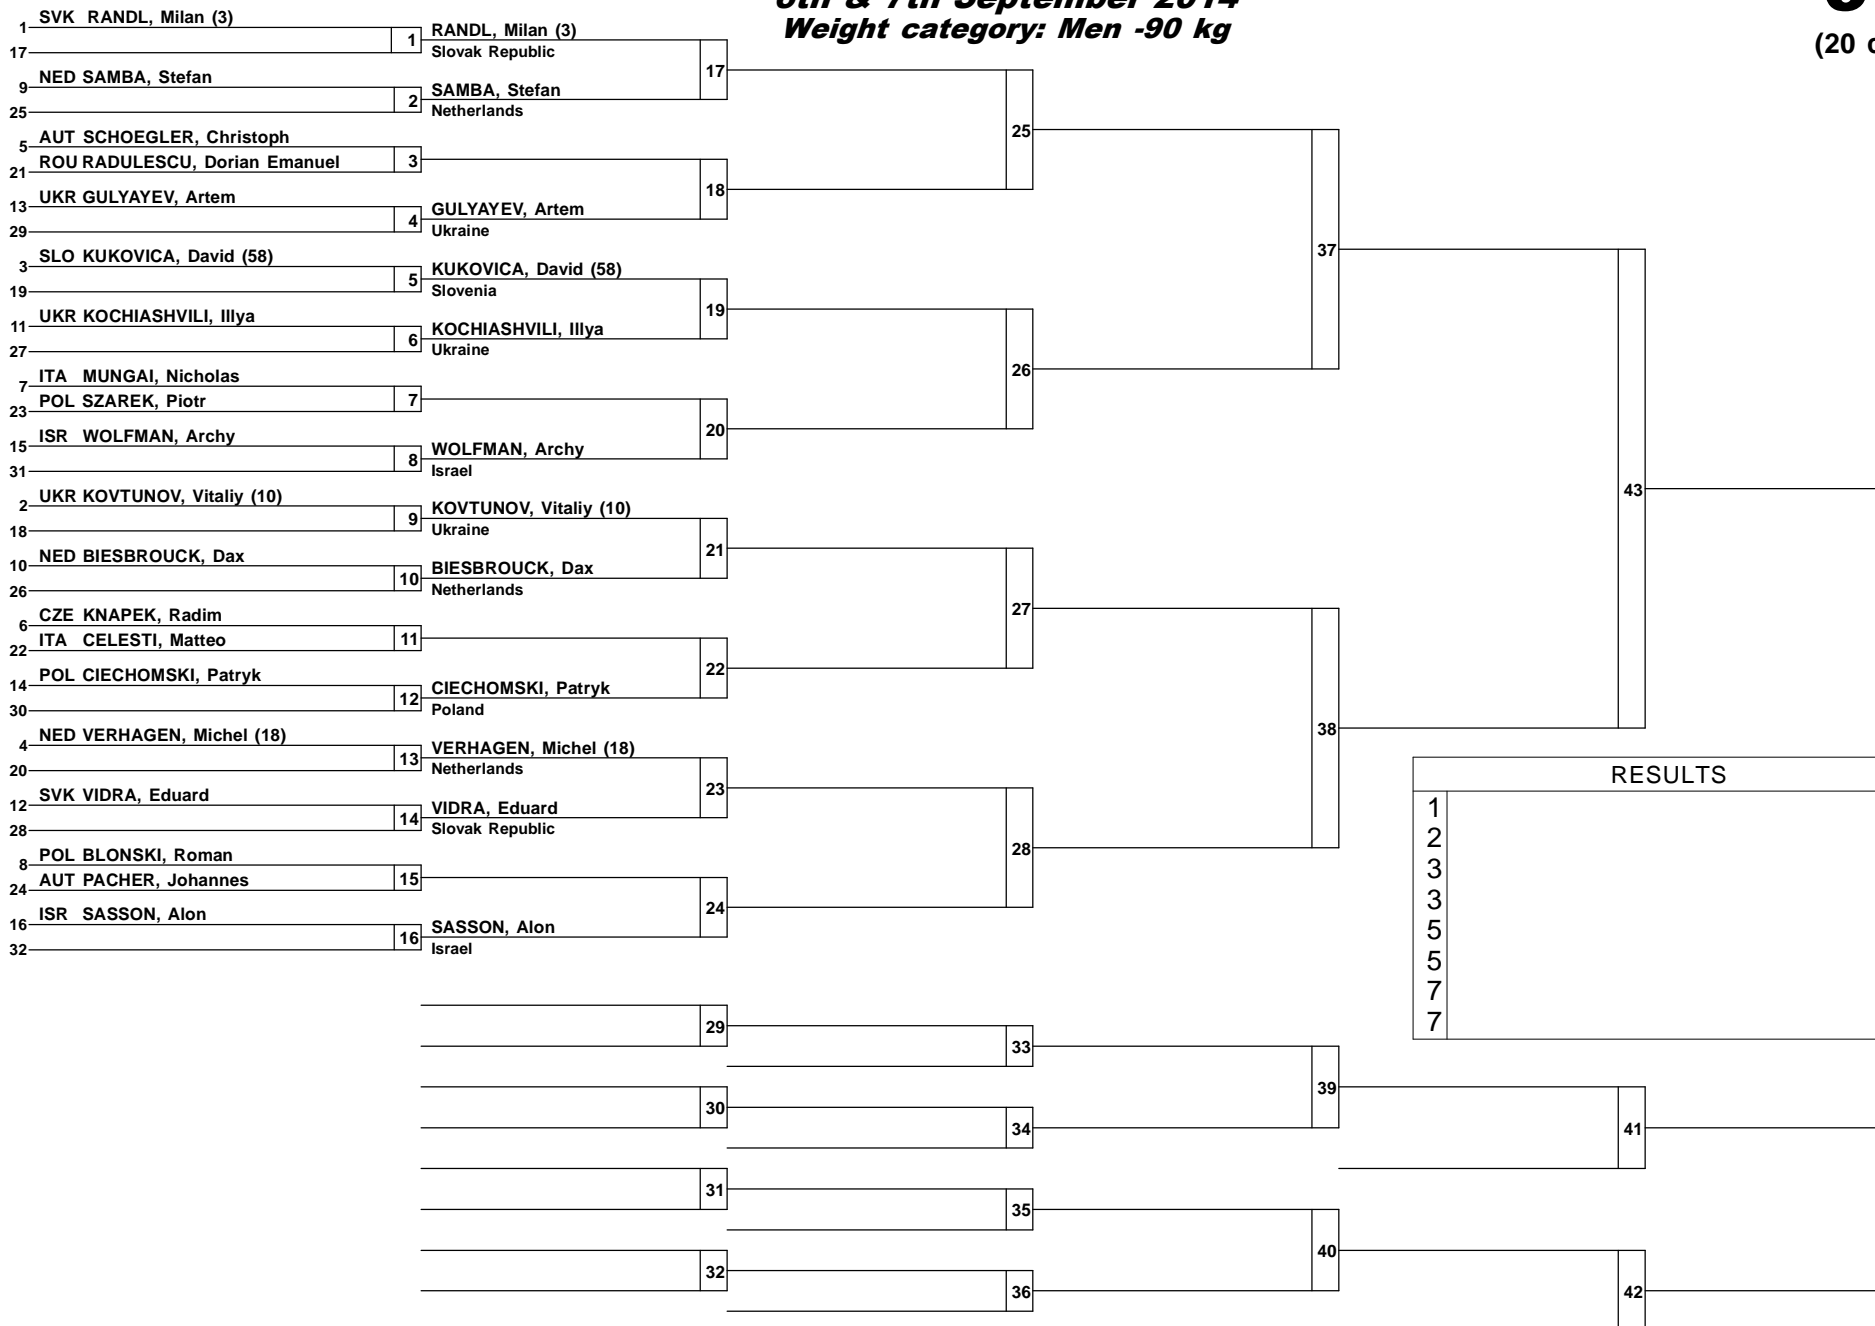 6th & 7th September 2014
Weight category: Men -90 kg
(20
1 SVK RANDL, Milan (3)
17
1 RANDL, Milan (3)
Slovak Republic
9 NED SAMBA, Stefan
25
2 SAMBA, Stefan
Netherlands
17
5 AUT SCHOEGLER, Christoph
21 ROU RADULESCU, Dorian Emanuel
3
13 UKR GULYAYEV, Artem
29
4 GULYAYEV, Artem
Ukraine
18
25
3 SLO KUKOVICA, David (58)
19
5 KUKOVICA, David (58)
Slovenia
11 UKR KOCHIASHVILI, Illya
27
6 KOCHIASHVILI, Illya
Ukraine
19
7 ITA MUNGAI, Nicholas
23 POL SZAREK, Piotr
7
15 ISR WOLFMAN, Archy
31
8 WOLFMAN, Archy
Israel
20
26
37
2 UKR KOVTUNOV, Vitaliy (10)
18
9 KOVTUNOV, Vitaliy (10)
Ukraine
10 NED BIESBROUCK, Dax
26
10 BIESBROUCK, Dax
Netherlands
21
6 CZE KNAPEK, Radim
22 ITA CELESTI, Matteo
11
14 POL CIECHOMSKI, Patryk
30
12 CIECHOMSKI, Patryk
Poland
22
27
4 NED VERHAGEN, Michel (18)
20
13 VERHAGEN, Michel (18)
Netherlands
12 SVK VIDRA, Eduard
28
14 VIDRA, Eduard
Slovak Republic
23
8 POL BLONSKI, Roman
24 AUT PACHER, Johannes
15
16 ISR SASSON, Alon
32
16 SASSON, Alon
Israel
24
28
38
43
RESULTS
1
2
3
3
5
5
7
7
29
33
30
34
39
41
31
35
32
36
40
42